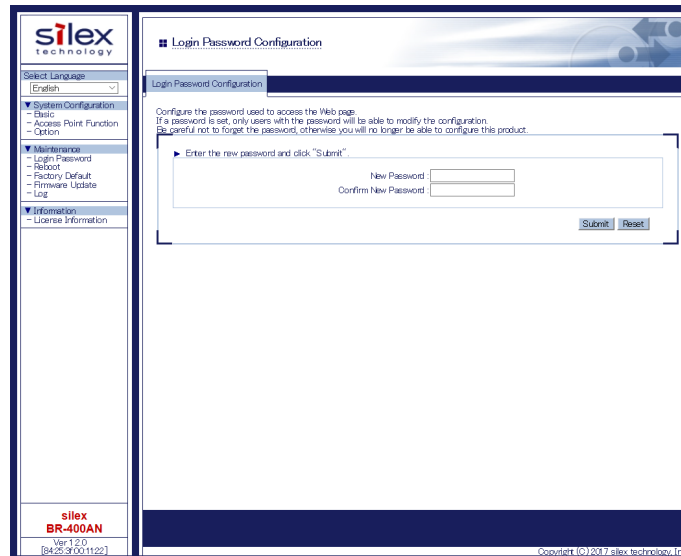 silex
technology
Login Password Configuration
Select Language
English
Login Password Configuration
▼ System Configuration
- Basic
- Access Point Function
- Option
▼ Maintenance
- Login Password
- Reboot
- Factory Default
- Firmware Update
- Log
▼ Information
- License Information
Configure the password used to access the Web page.
If a password is set, only users with the password will be able to modify the configuration.
Be careful not to forget the password, otherwise you will no longer be able to configure this product.
► Enter the new password and click "Submit".
New Password :
Confirm New Password :
Submit Reset
silex
BR-400AN
Ver 1.2.0
[84:25:3f:00:11:22]
Copyright (C) 2017 silex technology,